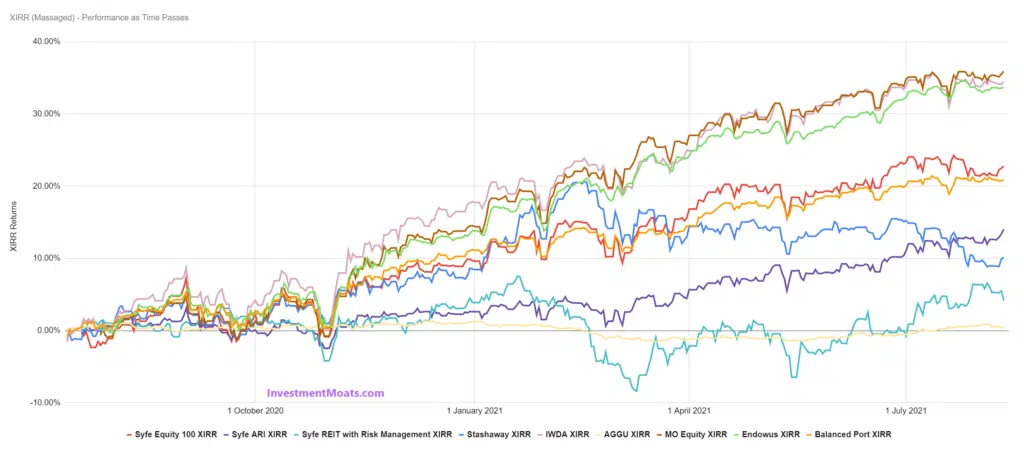 XIRR (Massaged) - Performance as Time Passes
40.00%
30.00%
20.00%
10.00%
0.00%
-10.00%
XIRR Returns
InvestmentMoats.com
1 October 2020 1 January 2021 1 April 2021 1 July 2021
Syfe Equity 100 XIRR Syfe ARI XIRR Syfe REIT with Risk Management XIRR Stashaway XIRR IWDA XIRR AGGU XIRR MO Equity XIRR Endowus XIRR Balanced Port XIRR